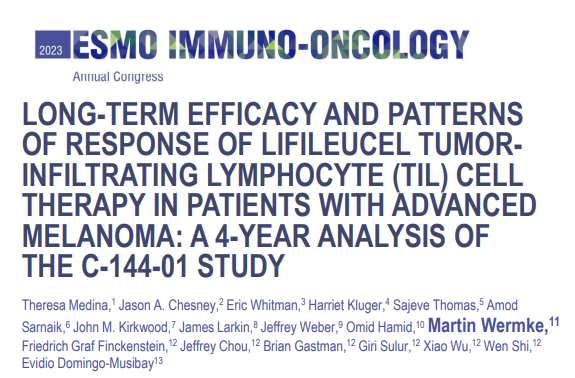 2023 ESMO IMMUNO-ONCOLOGY
Annual Congress
LONG-TERM EFFICACY AND PATTERNS
OF RESPONSE OF LIFILEUCEL TUMOR-
INFILTRATING LYMPHOCYTE (TIL) CELL
THERAPY IN PATIENTS WITH ADVANCED
MELANOMA: A 4-YEAR ANALYSIS OF
THE C-144-01 STUDY
Theresa Medina,¹ Jason A. Chesney,² Eric Whitman,³ Harriet Kluger,⁴ Sajeve Thomas,⁵ Amod
Sarnaik,⁶ John M. Kirkwood,⁷ James Larkin,⁸ Jeffrey Weber,⁹ Omid Hamid,¹⁰ Martin Wermke,¹¹
Friedrich Graf Finckenstein,¹² Jeffrey Chou,¹² Brian Gastman,¹² Giri Sulur,¹² Xiao Wu,¹² Wen Shi,¹²
Evidio Domingo-Musibay¹³